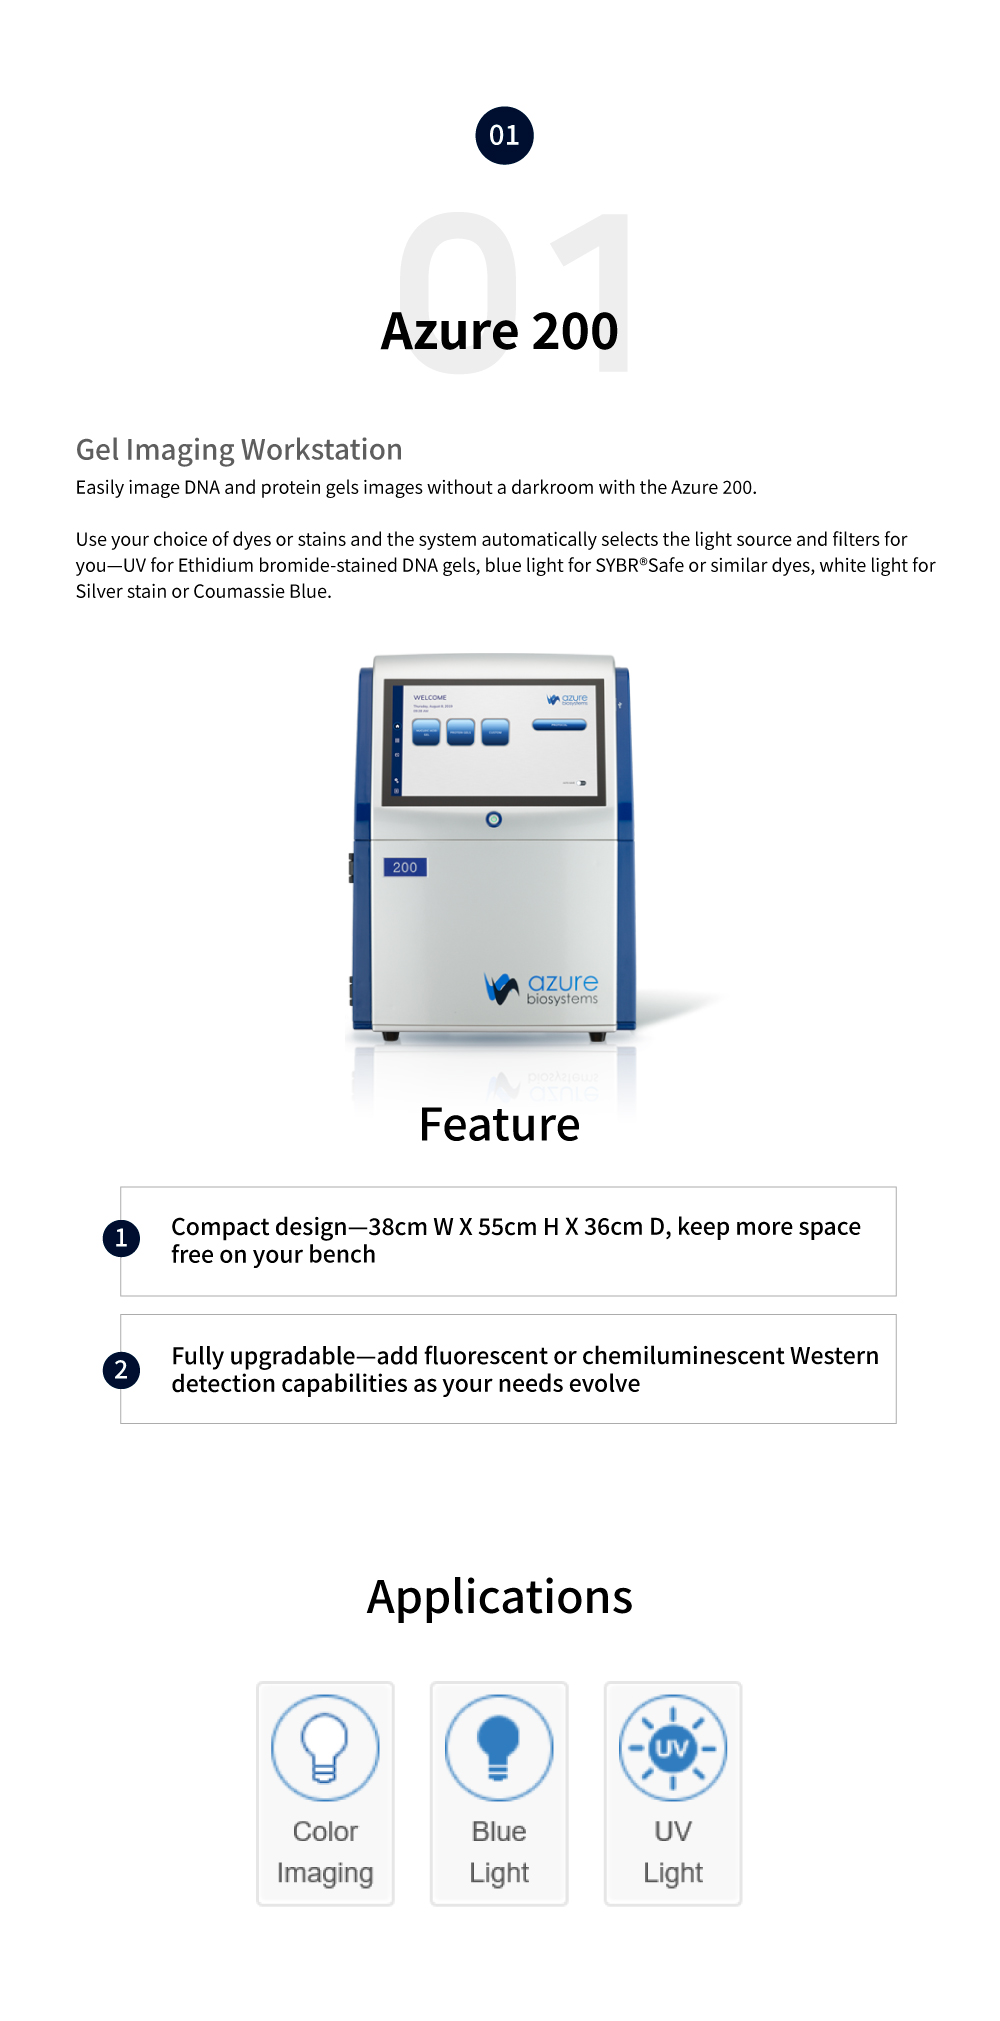 01
01
Azure 200
Gel Imaging Workstation
Easily image DNA and protein gels images without a darkroom with the Azure 200.
Use your choice of dyes or stains and the system automatically selects the light source and filters for
you—UV for Ethidium bromide-stained DNA gels, blue light for SYBR®Safe or similar dyes, white light for
Silver stain or Coumassie Blue.
WELCOME
azure
biosystems
200
azure
biosystems
Feature
1
Compact design—38cm W X 55cm H X 36cm D, keep more space
free on your bench
2
Fully upgradable—add fluorescent or chemiluminescent Western
detection capabilities as your needs evolve
Applications
UV
Color
Imaging
Blue
Light
UV
Light